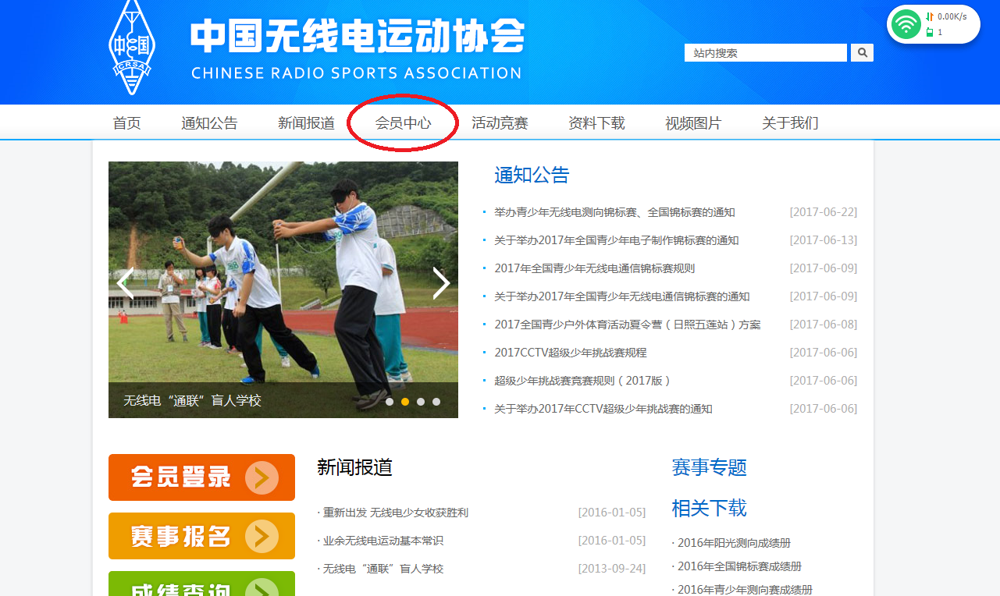 中国
CRSA
中国无线电运动协会
CHINESE RADIO SPORTS ASSOCIATION
站内搜索
0.00K/s
1
首页 通知公告 新闻报道 会员中心 活动竞赛 资料下载 视频图片 关于我们
无线电“通联”盲人学校
通知公告
举办青少年无线电测向锦标赛、全国锦标赛的通知 [2017-06-22]
关于举办2017年全国青少年电子制作锦标赛的通知 [2017-06-13]
2017年全国青少年无线电通信锦标赛规则 [2017-06-09]
关于举办2017年全国青少年无线电通信锦标赛的通知 [2017-06-09]
2017全国青少户外体育活动夏令营（日照五莲站）方案 [2017-06-08]
2017CCTV超级少年挑战赛规程 [2017-06-06]
超级少年挑战赛竞赛规则（2017版） [2017-06-06]
关于举办2017年CCTV超级少年挑战赛的通知 [2017-06-06]
会员登录
赛事报名
成绩查询
新闻报道
· 重新出发 无线电少女收获胜利 [2016-01-05]
· 业余无线电运动基本常识 [2016-01-05]
· 无线电“通联”盲人学校 [2013-09-24]
赛事专题
相关下载
· 2016年阳光测向成绩册
· 2016年全国锦标赛成绩册
· 2016年青少年测向赛成绩册